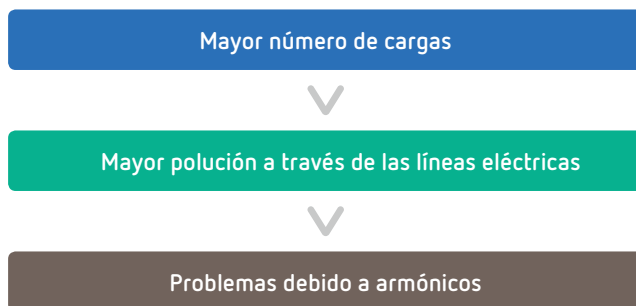 Mayor número de cargas
Mayor polución a través de las líneas eléctricas
Problemas debido a armónicos